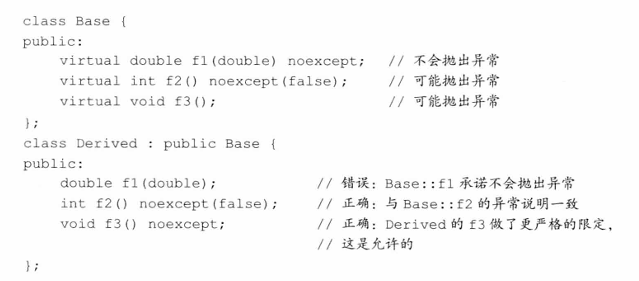 class Base {
public:
    virtual double f1(double) noexcept;   // 不会抛出异常
    virtual int f2() noexcept(false);     // 可能抛出异常
    virtual void f3();                    // 可能抛出异常
};
class Derived : public Base {
public:
    double f1(double);          // 错误：Base::f1 承诺不会抛出异常
    int f2() noexcept(false);   // 正确：与 Base::f2 的异常说明一致
    void f3() noexcept;         // 正确：Derived 的 f3 做了更严格的限定，
                                // 这是允许的
};